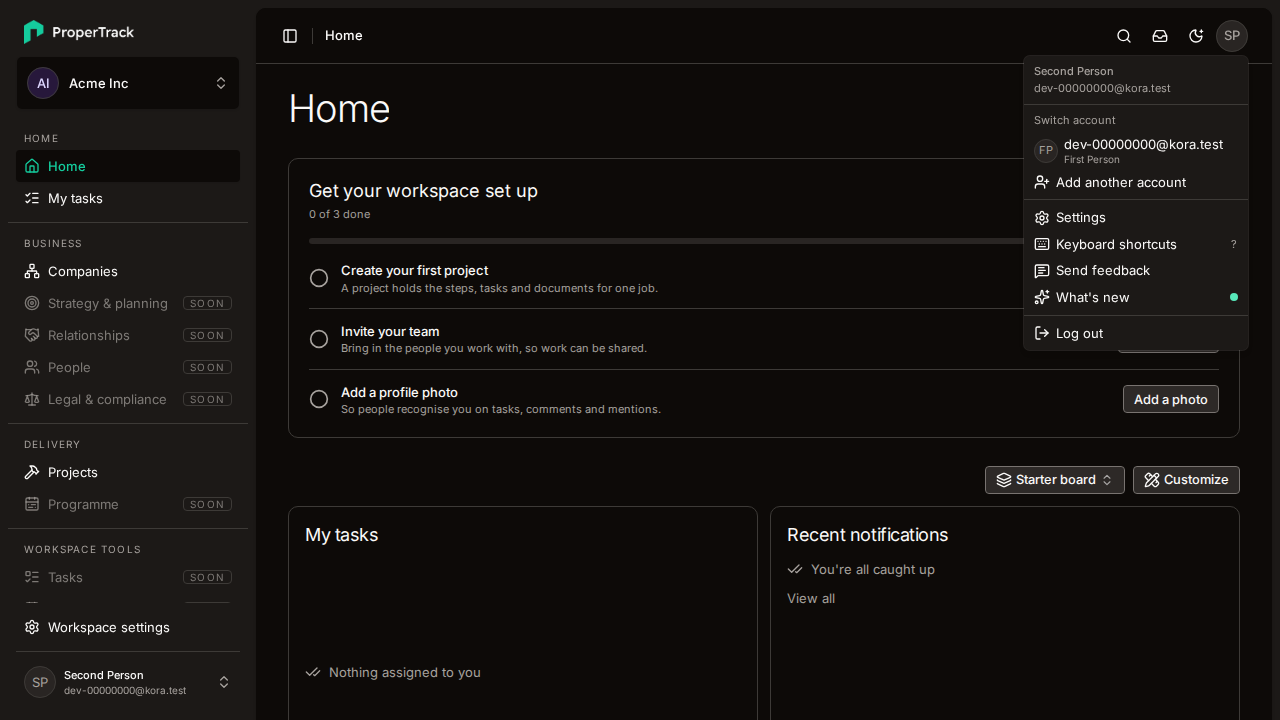 ProperTrack
AI
Acme Inc
HOME
Home
My tasks
BUSINESS
Companies
Strategy & planning SOON
Relationships SOON
People SOON
Legal & compliance SOON
DELIVERY
Projects
Programme SOON
WORKSPACE TOOLS
Tasks SOON
Workspace settings
SP
Second Person
dev-00000000@kora.test
Home
SP
Home
Get your workspace set up
0 of 3 done
Create your first project
A project holds the steps, tasks and documents for one job.
Invite your team
Bring in the people you work with, so work can be shared.
Add a profile photo
So people recognise you on tasks, comments and mentions.
Add a photo
Second Person
dev-00000000@kora.test
Switch account
FP
dev-00000000@kora.test
First Person
Add another account
Settings
Keyboard shortcuts ?
Send feedback
What's new
Log out
Starter board
Customize
My tasks
Nothing assigned to you
Recent notifications
You're all caught up
View all